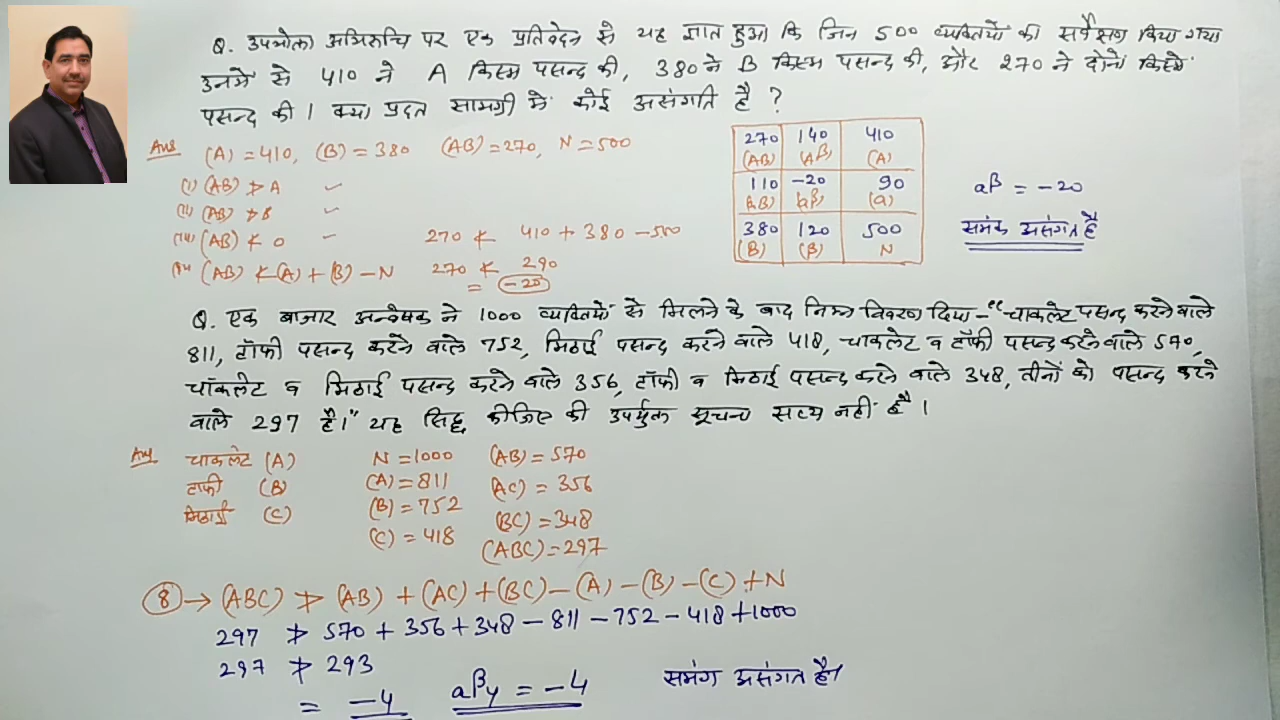 Q. उपभोक्ता अभिरुचि पर एक प्रतिवेदन से यह ज्ञात हुआ कि जिन 500 व्यक्तियों की सर्वेक्षण किया गया
उनमें से 410 ने A किस्म पसन्द की, 380 ने B किस्म पसन्द की, और 270 ने दोनों किस्में
पसन्द की। क्या प्रदत सामग्री में कोई असंगति है ?
Ans (A) = 410, (B) = 380 (AB) = 270, N = 500
(i) (AB) ≯ A ✓
(ii) (AB) ≯ B ✓
(iii) (AB) ≮ 0 ✓ 270 ≮ 410 + 380 - 500
(iv) (AB) ≮ (A) + (B) - N 270 ≮ 290
= -20
270 140 410
(AB) (Aβ) (A)
110 -20 90
(αB) (αβ) (α)
380 120 500
(B) (β) N
αβ = -20
समंक असंगत है
Q. एक बाजार अन्वेषक ने 1000 व्यक्तियों से मिलने के बाद निम्न विवरण दिया - "चाकलेट पसन्द करने वाले
811, टॉफी पसन्द करने वाले 752, मिठाई पसन्द करने वाले 418, चाकलेट व टॉफी पसन्द करने वाले 570,
चॉकलेट व मिठाई पसन्द करने वाले 356, टॉफी व मिठाई पसन्द करने वाले 348, तीनों को पसन्द करने
वाले 297 हैं।" यह सिद्ध कीजिए की उपर्युक्त सूचना सत्य नहीं है।
Ans चाकलेट (A) N = 1000 (AB) = 570
टॉफी (B) (A) = 811 (AC) = 356
मिठाई (C) (B) = 752 (BC) = 348
(C) = 418 (ABC) = 297
8 → (ABC) ≯ (AB) + (AC) + (BC) - (A) - (B) - (C) + N
297 ≯ 570 + 356 + 348 - 811 - 752 - 418 + 1000
297 ≯ 293
= -4 αβγ = -4 समंग असंगत है।